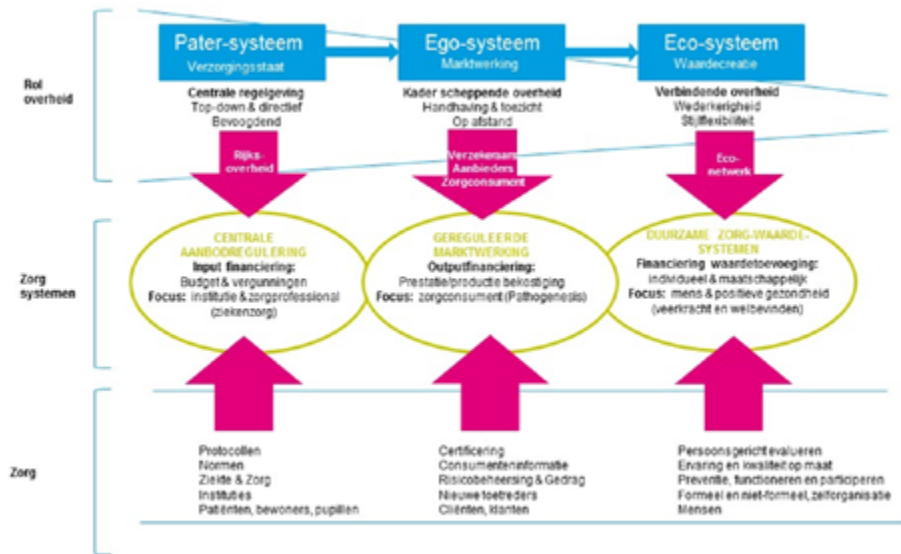 Rol
overheid
Pater-systeem
Verzorgingsstaat
Ego-systeem
Marktwerking
Eco-systeem
Waardecreatie
Centrale regelgeving
Top-down & directief
Bevoogdend
Kader scheppende overheid
Handhaving & toezicht
Op afstand
Verbindende overheid
Wederkerigheid
Stijlflexibiliteit
Rijks-
overheid
Verzekeraars
Aanbieders
Zorgconsument
Eco-
netwerk
Zorg
systemen
CENTRALE
AANBODREGULERING
Input financiering:
Budget & vergunningen
Focus: institutie & zorgprofessional
(ziekenzorg)
GEREGULEERDE
MARKTWERKING
Outputfinanciering:
Prestatie/productie bekostiging
Focus: zorgconsument (Pathogenesis)
DUURZAME ZORG-WAARDE-
SYSTEMEN
Financiering waardetoevoeging:
individueel & maatschappelijk
Focus: mens & positieve gezondheid
(veerkracht en welbevinden)
Zorg
Protocollen
Normen
Ziekte & Zorg
Instituties
Patiënten, bewoners, pupillen
Certificering
Consumenteninformatie
Risicobeheersing & Gedrag
Nieuwe toetreders
Cliënten, klanten
Persoonsgericht evalueren
Ervaring en kwaliteit op maat
Preventie, functioneren en participeren
Formeel en niet-formeel, zelforganisatie
Mensen